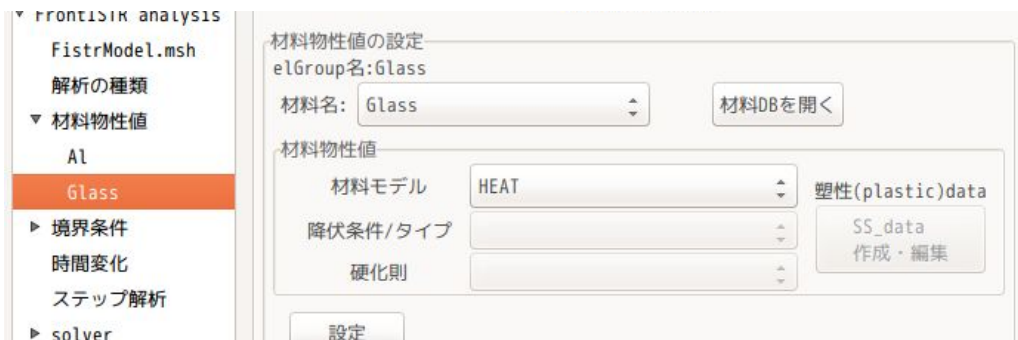 FrontISTR analysis
FistrModel.msh
解析の種類
材料物性値
Al
Glass
境界条件
時間変化
ステップ解析
solver
材料物性値の設定
elGroup名:Glass
材料名: Glass 材料DBを開く
材料物性値
材料モデル HEAT 塑性(plastic)data
降伏条件/タイプ SS_data
作成・編集
硬化則
設定